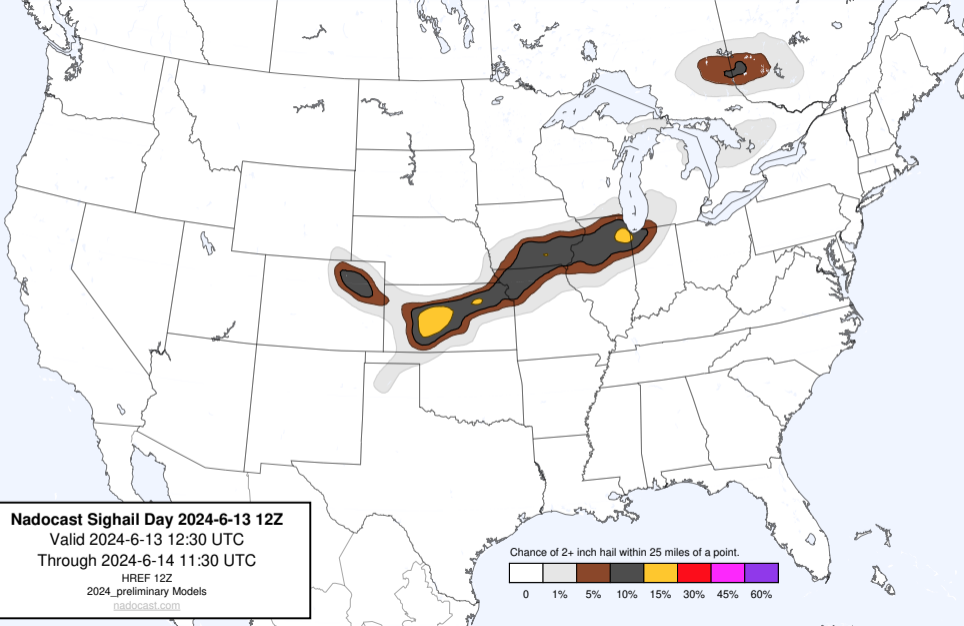 Nadocast Sighail Day 2024-6-13 12Z
Valid 2024-6-13 12:30 UTC
Through 2024-6-14 11:30 UTC
HREF 12Z
2024_preliminary Models
nadocast.com
Chance of 2+ inch hail within 25 miles of a point.
0 1% 5% 10% 15% 30% 45% 60%